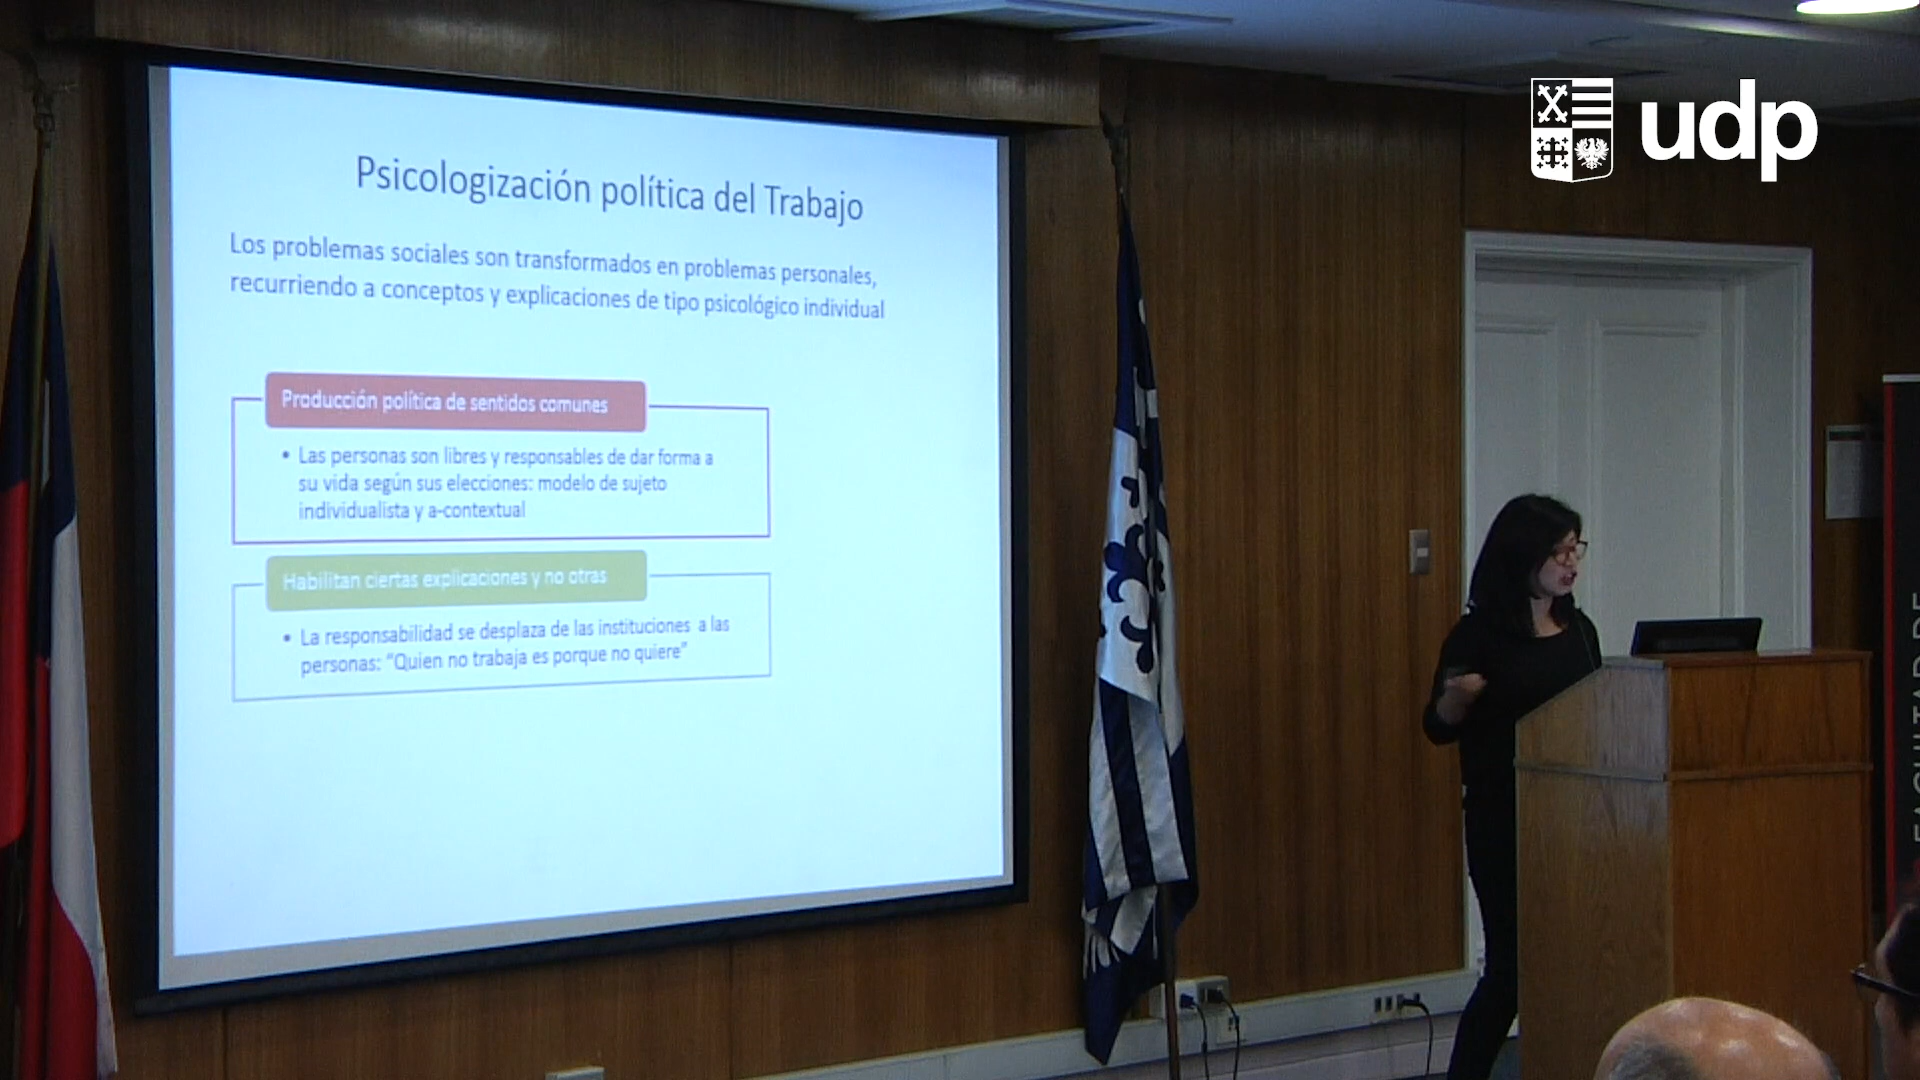 udp
Psicologización política del Trabajo
Los problemas sociales son transformados en problemas personales,
recurriendo a conceptos y explicaciones de tipo psicológico individual
Producción política de sentidos comunes
• Las personas son libres y responsables de dar forma a
su vida según sus elecciones: modelo de sujeto
individualista y a-contextual
Habilitan ciertas explicaciones y no otras
• La responsabilidad se desplaza de las instituciones a las
personas: “Quien no trabaja es porque no quiere”
FACULTAD DE